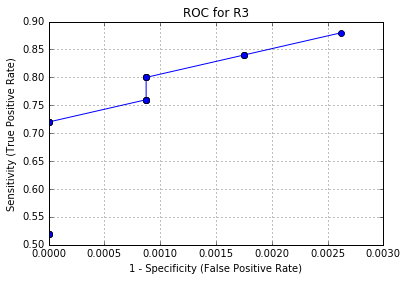 ROC for R3
Sensitivity (True Positive Rate)
0.90
0.85
0.80
0.75
0.70
0.65
0.60
0.55
0.50
0.0000 0.0005 0.0010 0.0015 0.0020 0.0025 0.0030
1 - Specificity (False Positive Rate)